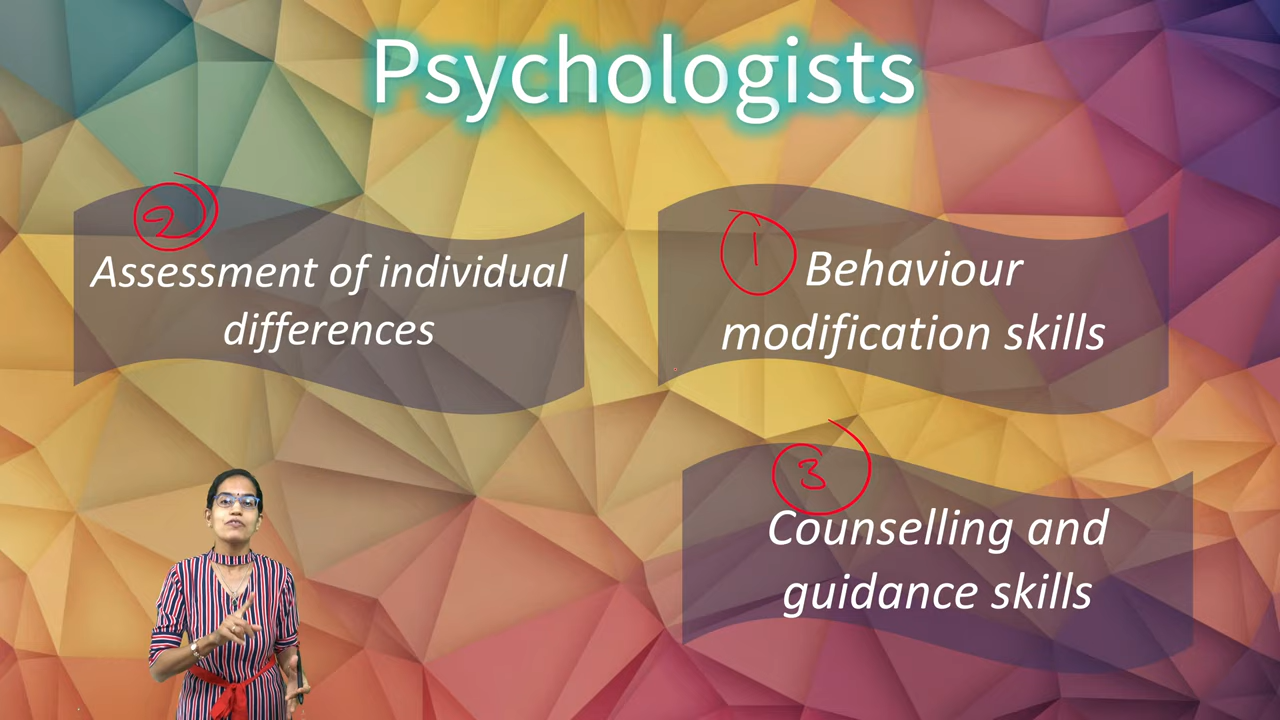 Psychologists
2
Assessment of individual
differences
1
Behaviour
modification skills
3
Counselling and
guidance skills